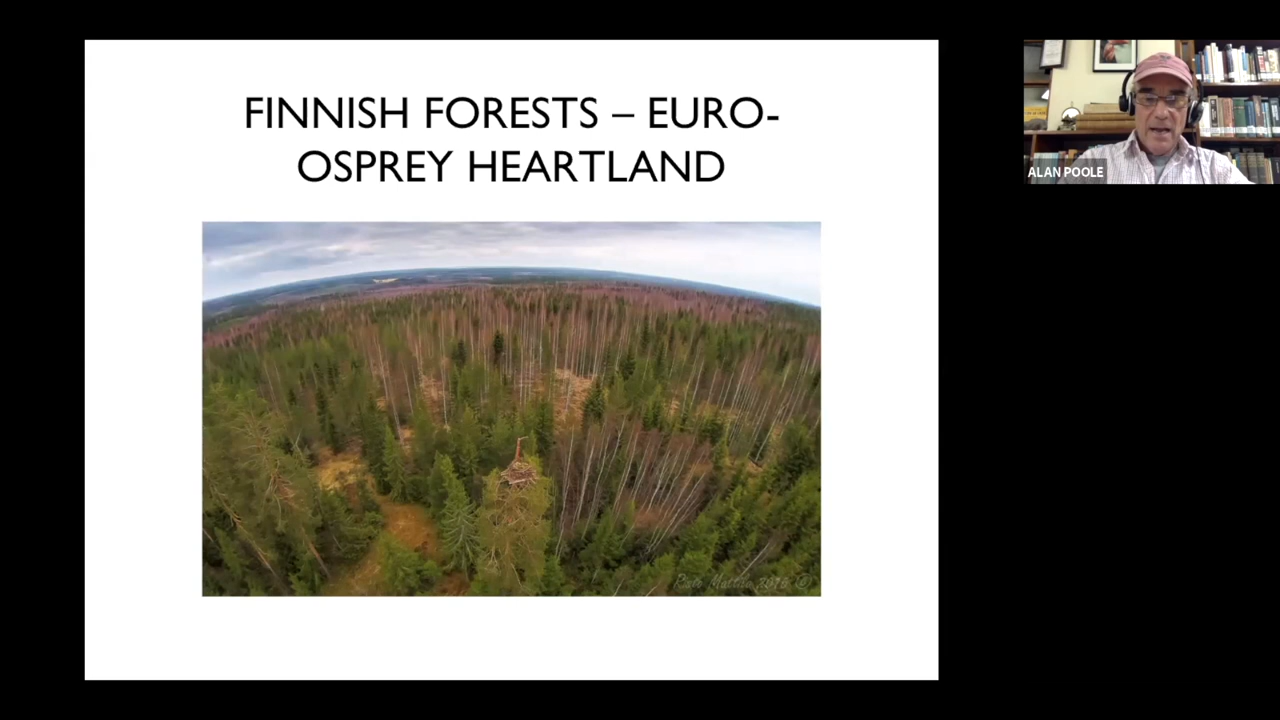 FINNISH FORESTS – EURO-
OSPREY HEARTLAND
ALAN POOLE